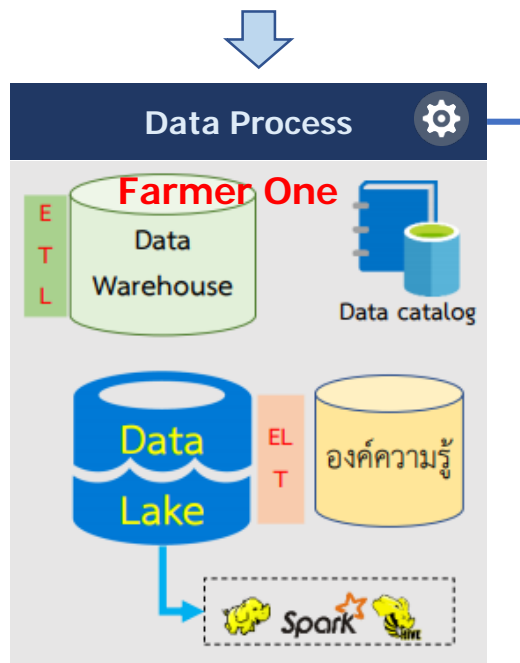 Data Process
Farmer One
E
T
L
Data
Warehouse
Data catalog
Data
Lake
EL
T
องค์ความรู้
Spark
HIVE